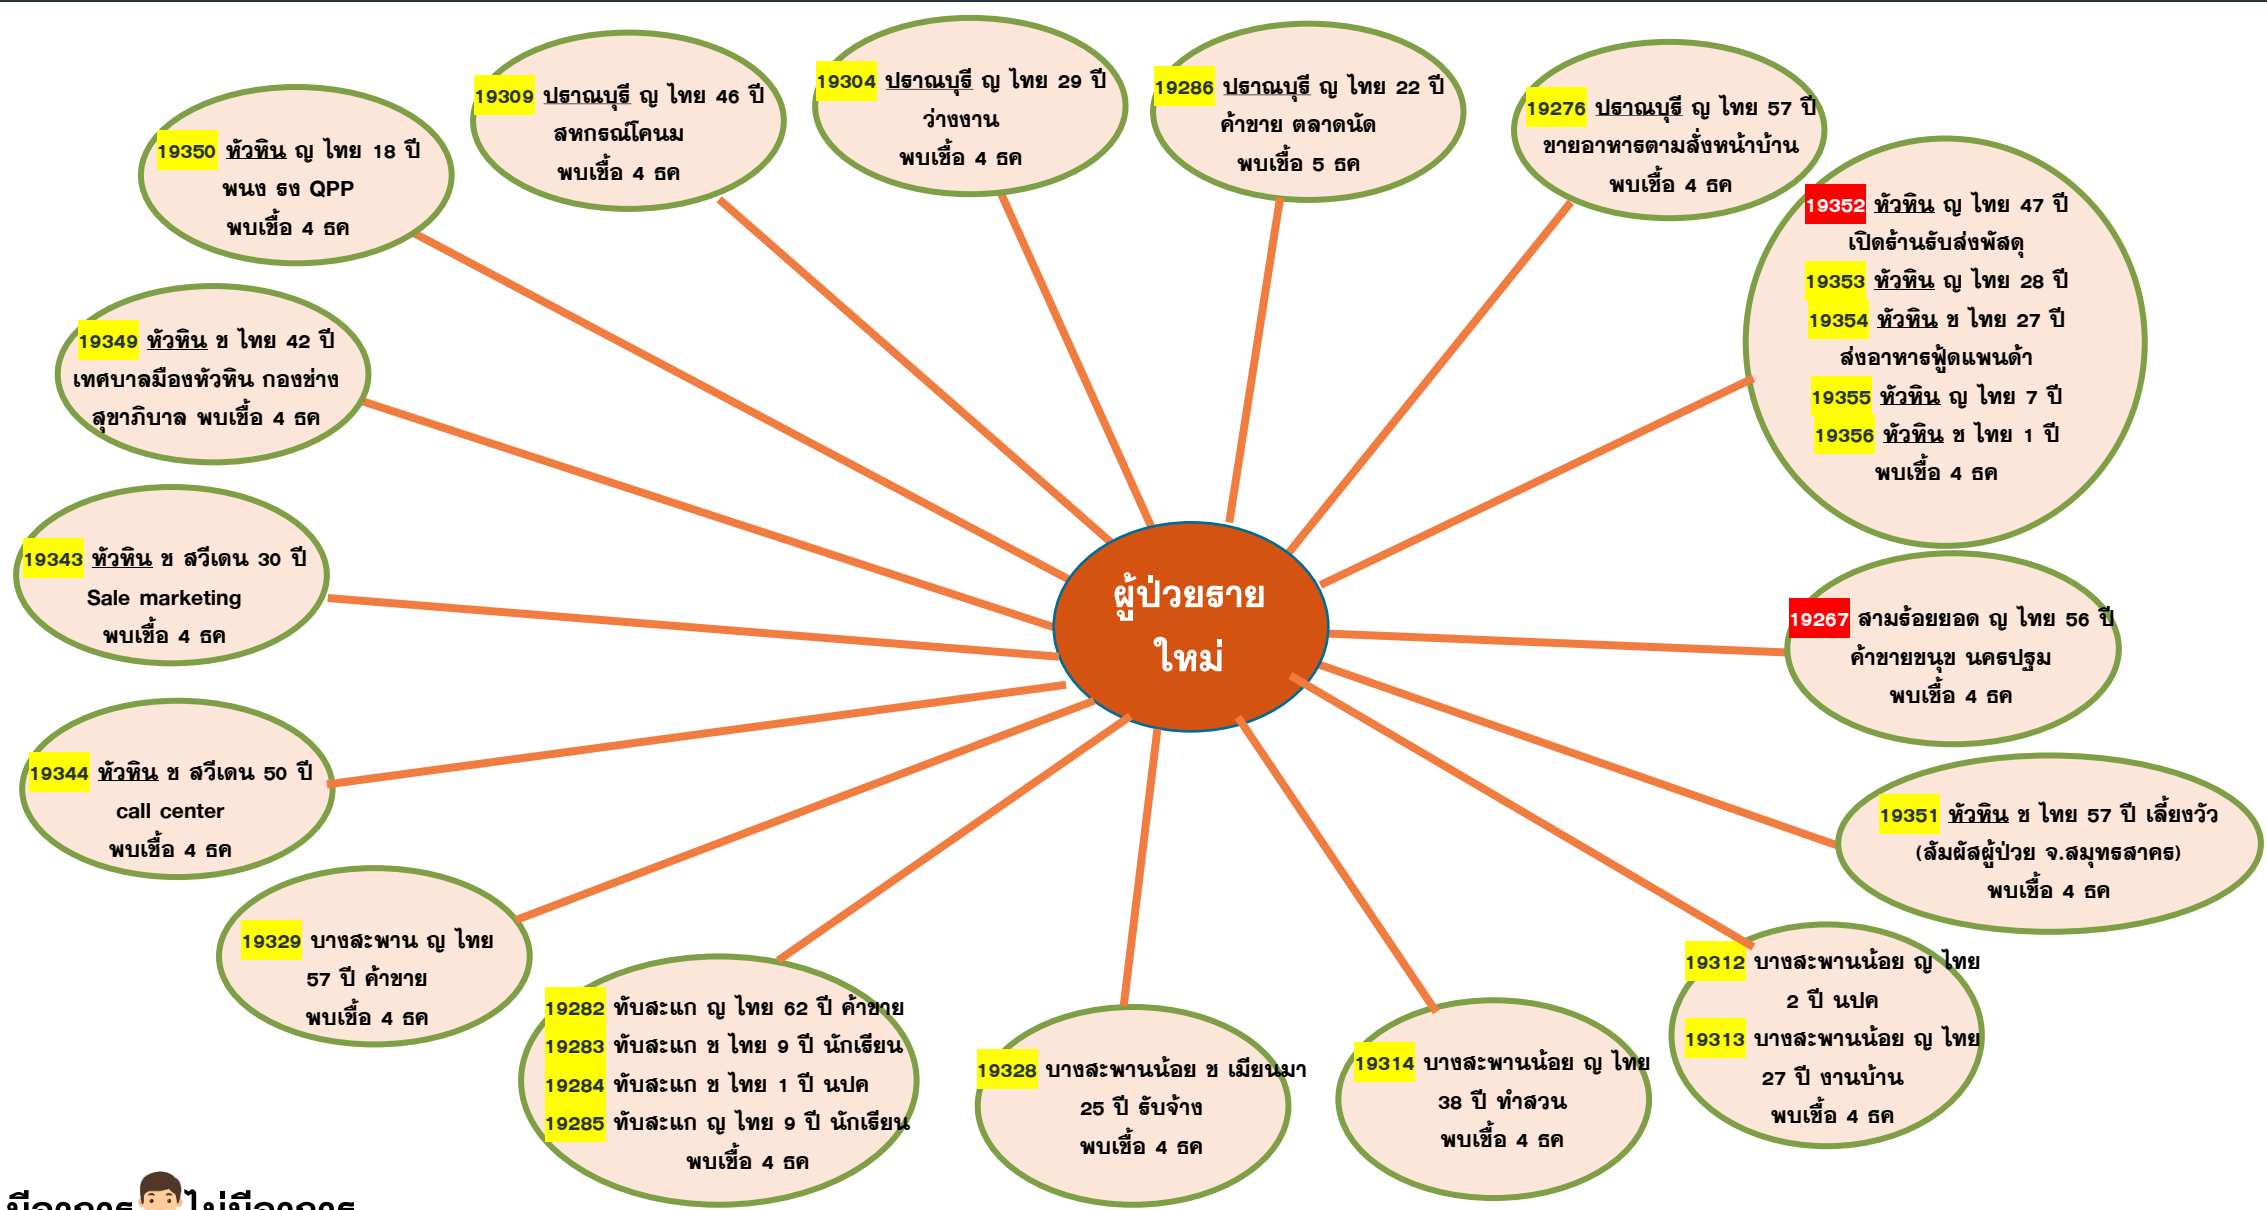 19350 หัวหิน ญ ไทย 18 ปี
พนง รง QPP
พบเชื้อ 4 ธค
19309 ปราณบุรี ญ ไทย 46 ปี
สหกรณ์โคนม
พบเชื้อ 4 ธค
19304 ปราณบุรี ญ ไทย 29 ปี
ว่างงาน
พบเชื้อ 4 ธค
19286 ปราณบุรี ญ ไทย 22 ปี
ค้าขาย ตลาดนัด
พบเชื้อ 5 ธค
19276 ปราณบุรี ญ ไทย 57 ปี
ขายอาหารตามสั่งหน้าบ้าน
พบเชื้อ 4 ธค
19352 หัวหิน ญ ไทย 47 ปี
เปิดร้านรับส่งพัสดุ
19353 หัวหิน ญ ไทย 28 ปี
19354 หัวหิน ช ไทย 27 ปี
ส่งอาหารฟู้ดแพนด้า
19355 หัวหิน ญ ไทย 7 ปี
19356 หัวหิน ช ไทย 1 ปี
พบเชื้อ 4 ธค
19349 หัวหิน ช ไทย 42 ปี
เทศบาลมืองหัวหิน กองช่าง
สุขาภิบาล พบเชื้อ 4 ธค
19343 หัวหิน ช สวีเดน 30 ปี
Sale marketing
พบเชื้อ 4 ธค
ผู้ป่วยราย
ใหม่
19267 สามร้อยยอด ญ ไทย 56 ปี
ค้าขายขนุข นครปฐม
พบเชื้อ 4 ธค
19344 หัวหิน ช สวีเดน 50 ปี
call center
พบเชื้อ 4 ธค
19351 หัวหิน ช ไทย 57 ปี เลี้ยงวัว
(สัมผัสผู้ป่วย จ.สมุทรสาคร)
พบเชื้อ 4 ธค
19329 บางสะพาน ญ ไทย
57 ปี ค้าขาย
พบเชื้อ 4 ธค
19282 ทับสะแก ญ ไทย 62 ปี ค้าขาย
19283 ทับสะแก ช ไทย 9 ปี นักเรียน
19284 ทับสะแก ช ไทย 1 ปี นปค
19285 ทับสะแก ญ ไทย 9 ปี นักเรียน
พบเชื้อ 4 ธค
19328 บางสะพานน้อย ช เมียนมา
25 ปี รับจ้าง
พบเชื้อ 4 ธค
19314 บางสะพานน้อย ญ ไทย
38 ปี ทำสวน
พบเชื้อ 4 ธค
19312 บางสะพานน้อย ญ ไทย
2 ปี นปค
19313 บางสะพานน้อย ญ ไทย
27 ปี งานบ้าน
พบเชื้อ 4 ธค
มีอาการ ไม่มีอาการ